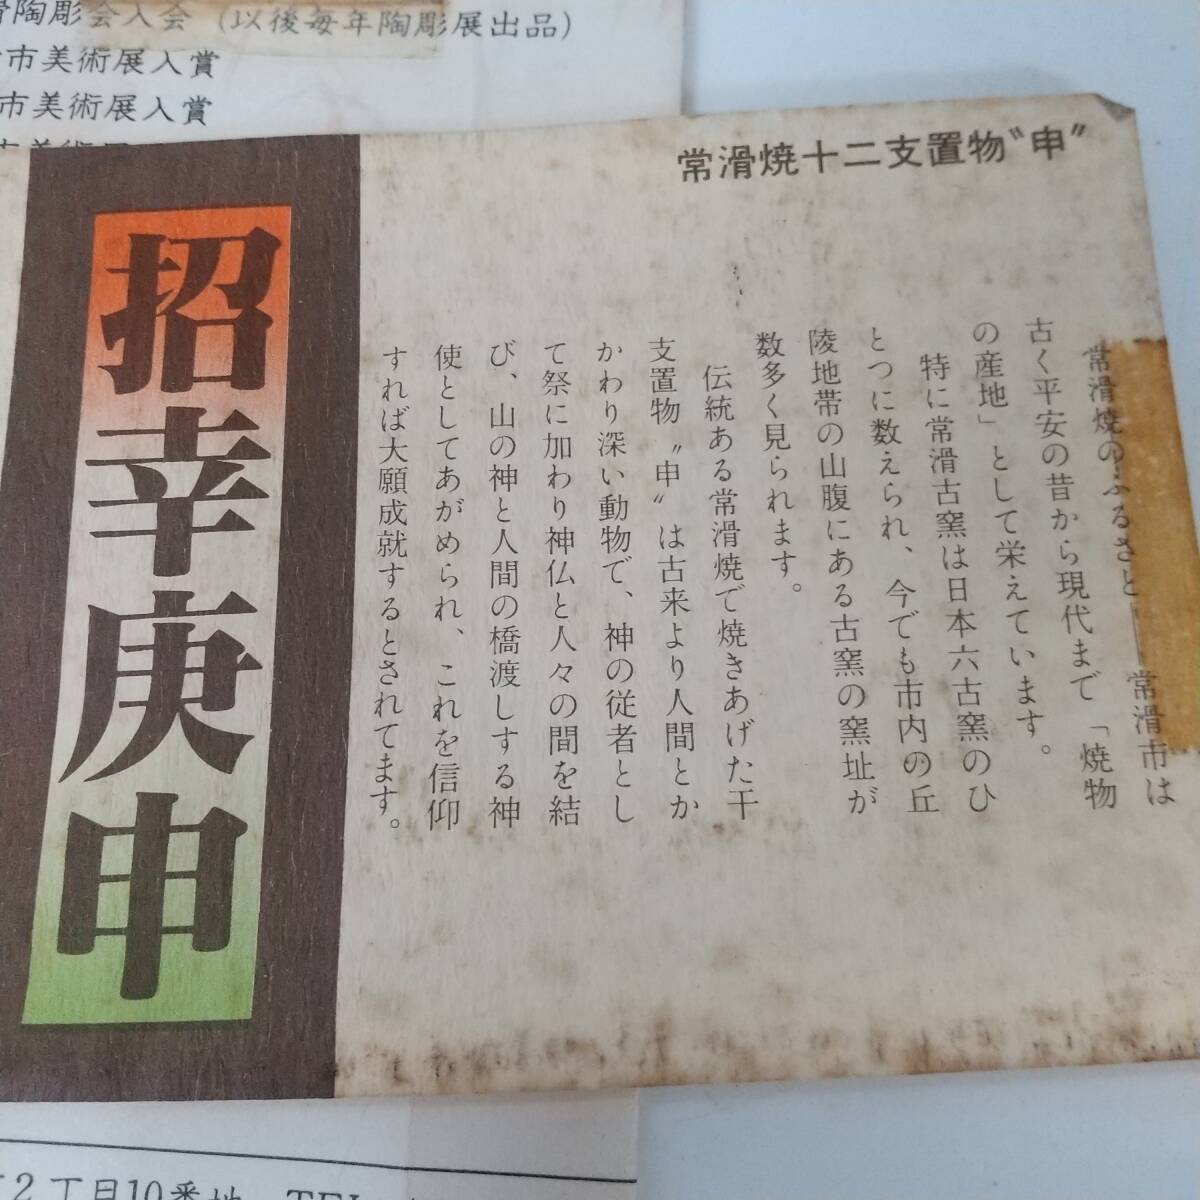 陶彫会入会（以後毎年陶彫展出品）
市美術展入賞
市美術展入賞
常滑焼十二支置物〝申〟
常滑焼のふるさと── 常滑市は
古く平安の昔から現代まで「焼物
の産地」として栄えています。
特に常滑古窯は日本六古窯のひ
とつに数えられ、今でも市内の丘
陵地帯の山腹にある古窯の窯址が
数多く見られます。
伝統ある常滑焼で焼きあげた干
支置物〝申〟は古来より人間とか
かわり深い動物で、神の従者とし
て祭に加わり神仏と人々の間を結
び、山の神と人間の橋渡しする神
使としてあがめられ、これを信仰
すれば大願成就するとされてます。
招幸庚申
2丁目10番地 TEL